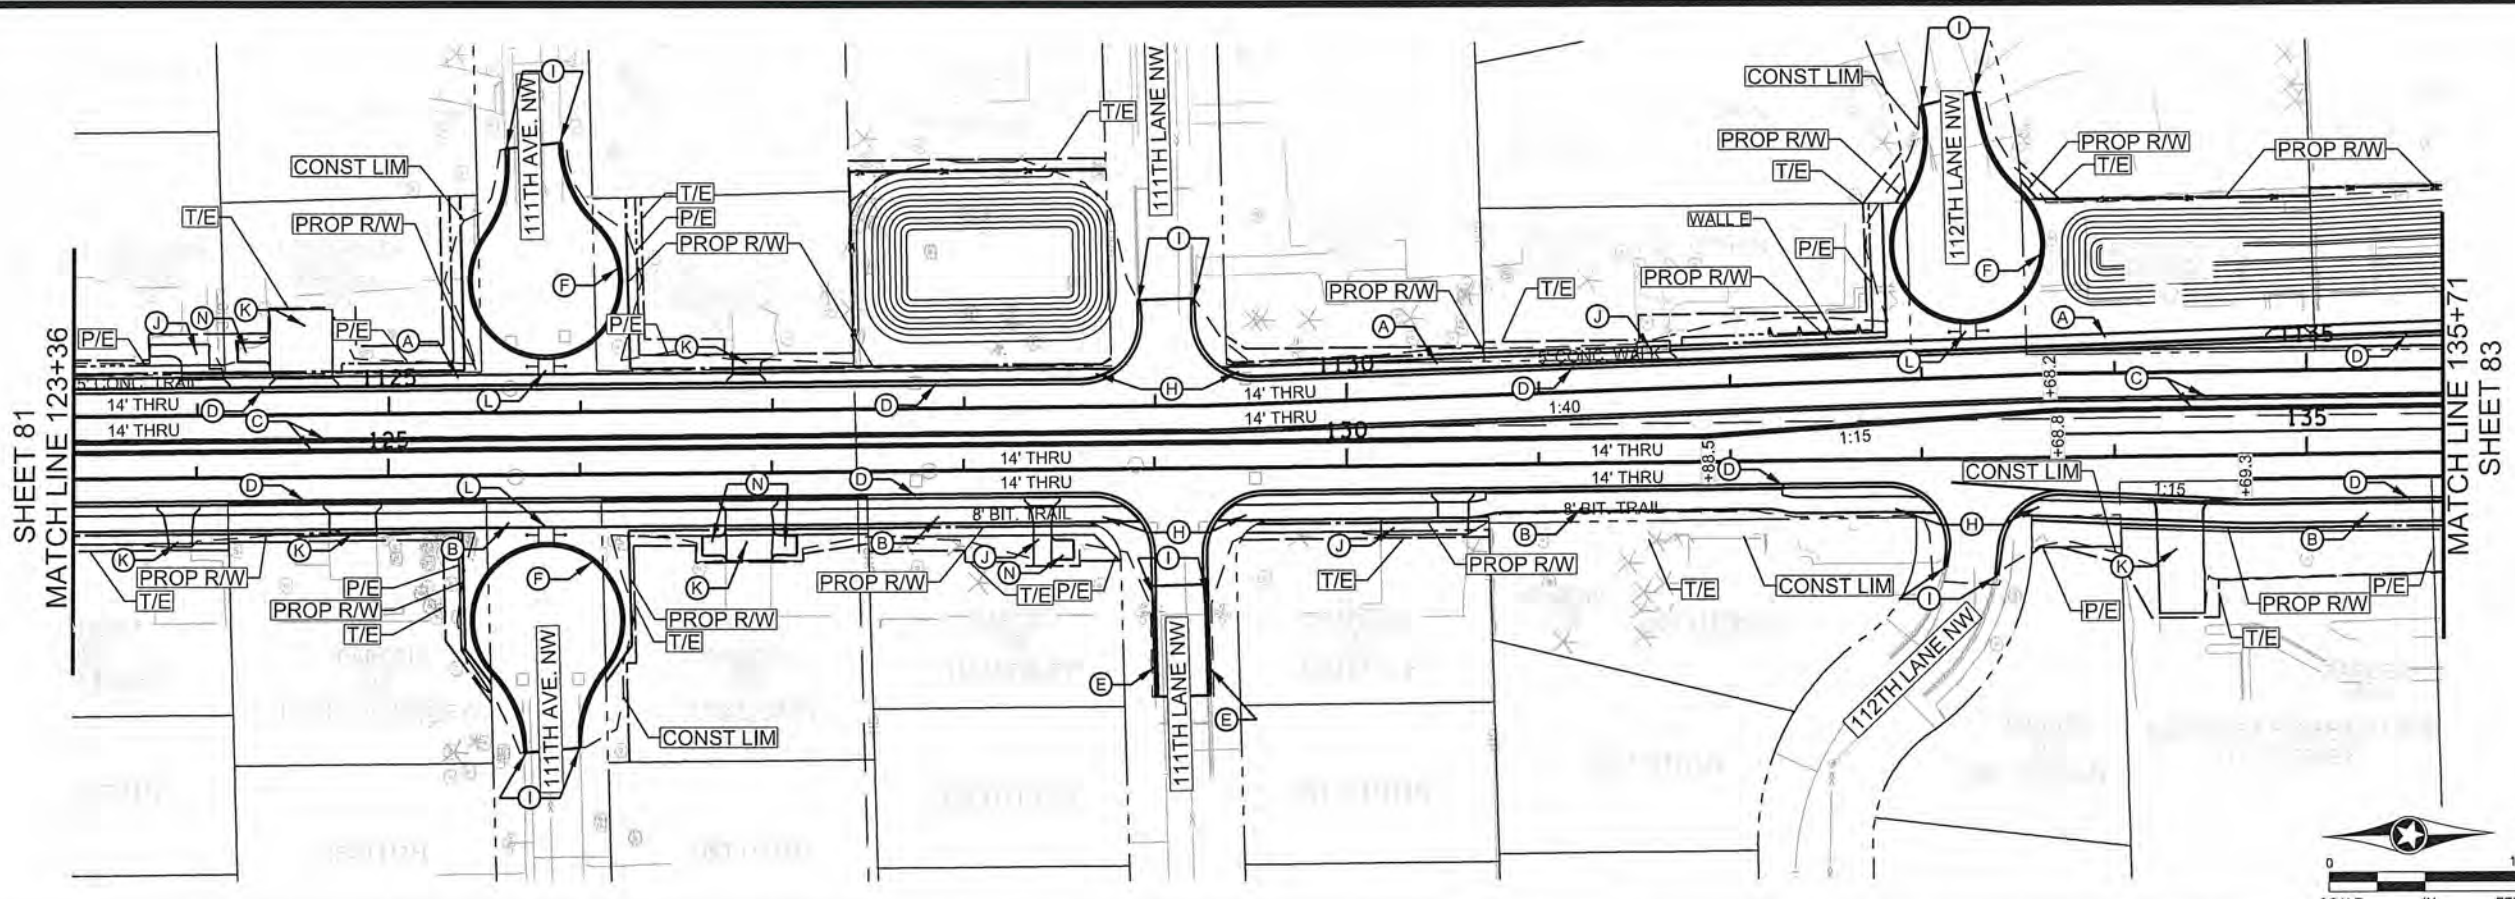 I
I
CONST LIM
111TH AVE. NW
111TH LANE NW
T/E
112TH LANE NW
PROP R/W
PROP R/W
PROP R/W
CONST LIM
T/E
T/E
T/E
T/E
PROP R/W
P/E
PROP R/W
WALL E
P/E
I
F
F
PROP R/W
PROP R/W
T/E
J
N
K
P/E
P/E
A
P/E
K
A
J
A
L
D
5' CONC. TRAIL
1125
L
D
H
1130
5' CONC. WALK
D
1135
C
14' THRU
D
C
14' THRU
14' THRU
14' THRU
1:40
+68.2
125
130
135
14' THRU
14' THRU
1:15
+68.8
14' THRU
14' THRU
+88.5
D
CONST LIM
+69.3
1:15
D
D
L
N
D
8' BIT. TRAIL
8' BIT. TRAIL
H
H
B
B
B
B
K
K
K
J
N
J
I
K
PROP R/W
T/E
P/E
PROP R/W
T/E
F
PROP R/W
T/E
PROP R/W
T/E
P/E
T/E
PROP R/W
T/E
CONST LIM
I
P/E
P/E
PROP R/W
T/E
111TH AVE. NW
CONST LIM
I
E
E
111TH LANE NW
112TH LANE NW
SHEET 81
MATCH LINE 123+36
MATCH LINE 135+71
SHEET 83
0